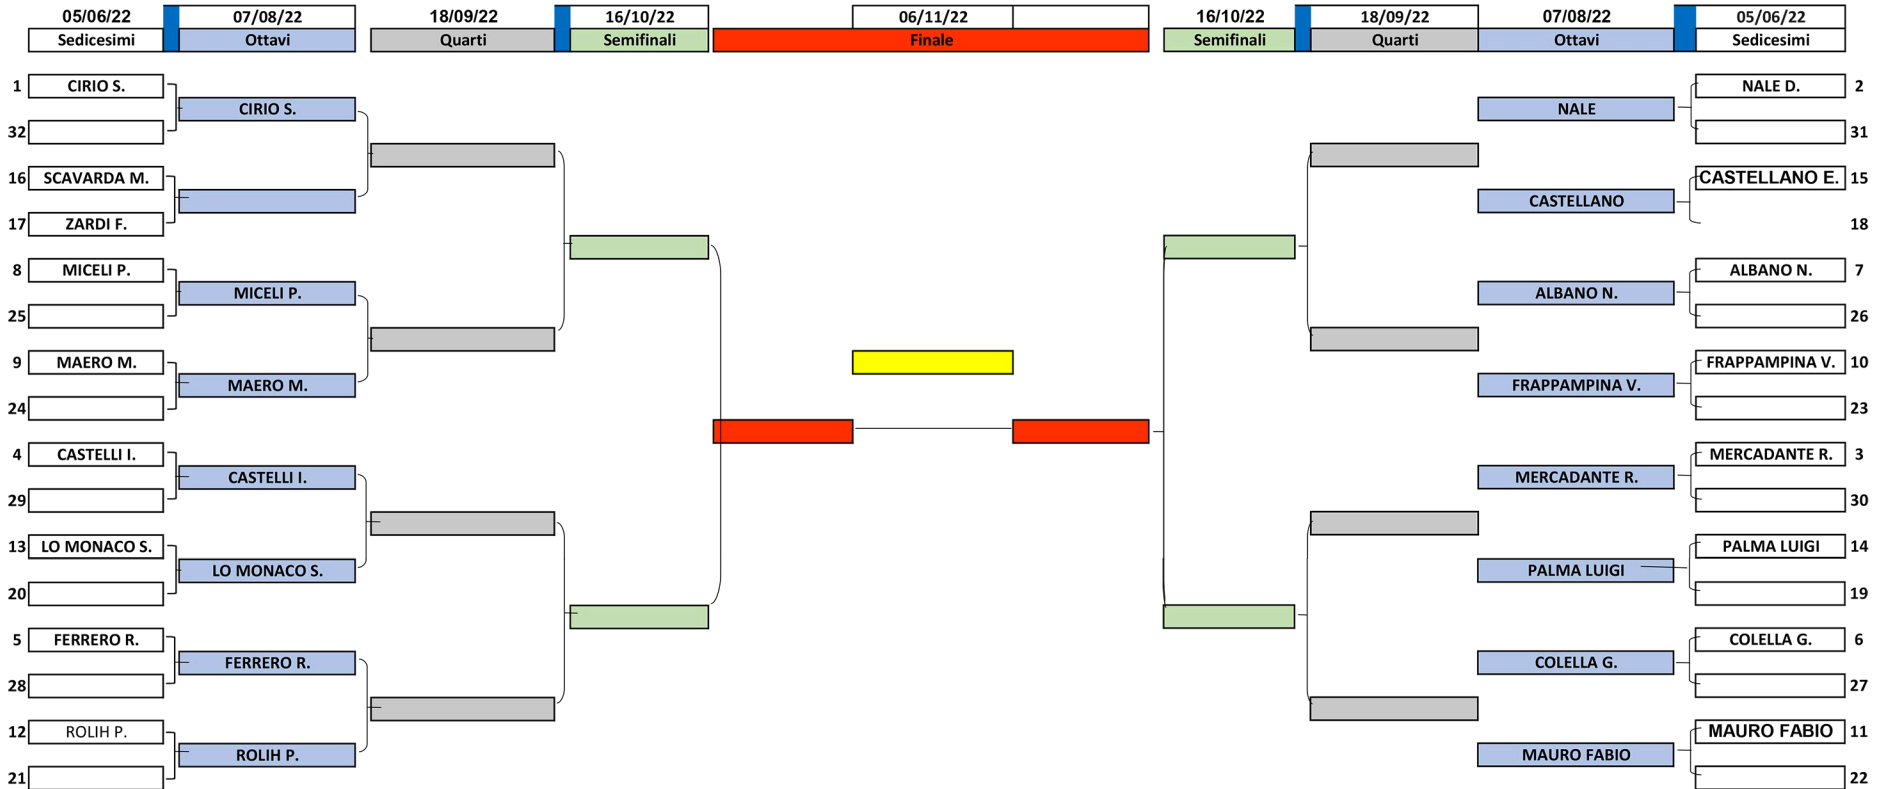 05/06/22 07/08/22 18/09/22 16/10/22 06/11/22 16/10/22 18/09/22 07/08/22 05/06/22
Sedicesimi Ottavi Quarti Semifinali Finale Semifinali Quarti Ottavi Sedicesimi
1 CIRIO S. NALE D. 2
CIRIO S. NALE
32 31
16 SCAVARDA M. CASTELLANO E. 15
CASTELLANO
17 ZARDI F. 18
8 MICELI P. ALBANO N. 7
MICELI P. ALBANO N.
25 26
9 MAERO M. FRAPPAMPINA V. 10
MAERO M. FRAPPAMPINA V.
24 23
4 CASTELLI I. MERCADANTE R. 3
CASTELLI I. MERCADANTE R.
29 30
13 LO MONACO S. PALMA LUIGI 14
LO MONACO S. PALMA LUIGI
20 19
5 FERRERO R. COLELLA G. 6
FERRERO R. COLELLA G.
28 27
12 ROLIH P. MAURO FABIO 11
ROLIH P. MAURO FABIO
21 22